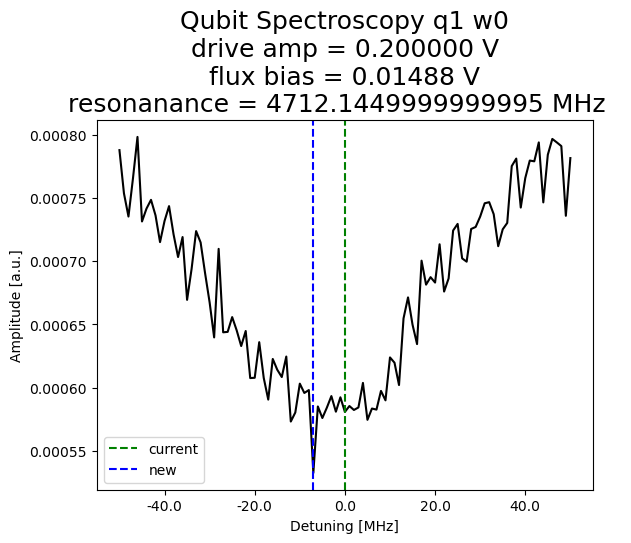 Qubit Spectroscopy q1 w0
drive amp = 0.200000 V
flux bias = 0.01488 V
resonanance = 4712.1449999999995 MHz
0.00080
0.00075
0.00070
0.00065
0.00060
0.00055
Amplitude [a.u.]
current
new
-40.0
-20.0
0.0
20.0
40.0
Detuning [MHz]